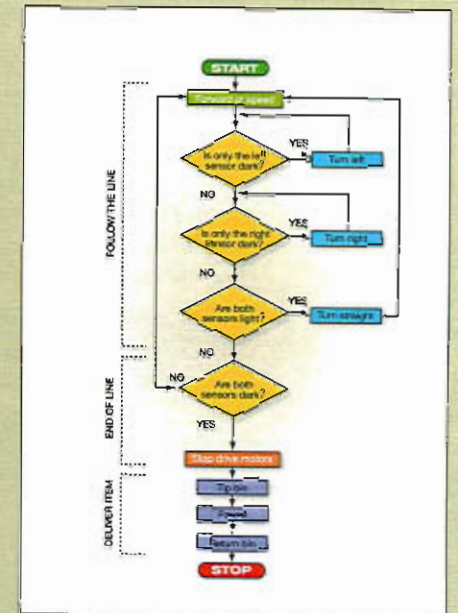 START
Forward at speed
Is only the left
sensor dark?
YES
Turn left
NO
Is only the right
sensor dark?
YES
Turn right
NO
Are both
sensors light?
YES
Turn straight
NO
Are both
sensors dark?
NO
YES
Stop drive motors
Tip bin
Return bin
STOP
FOLLOW THE LINE
END OF LINE
DELIVER ITEM